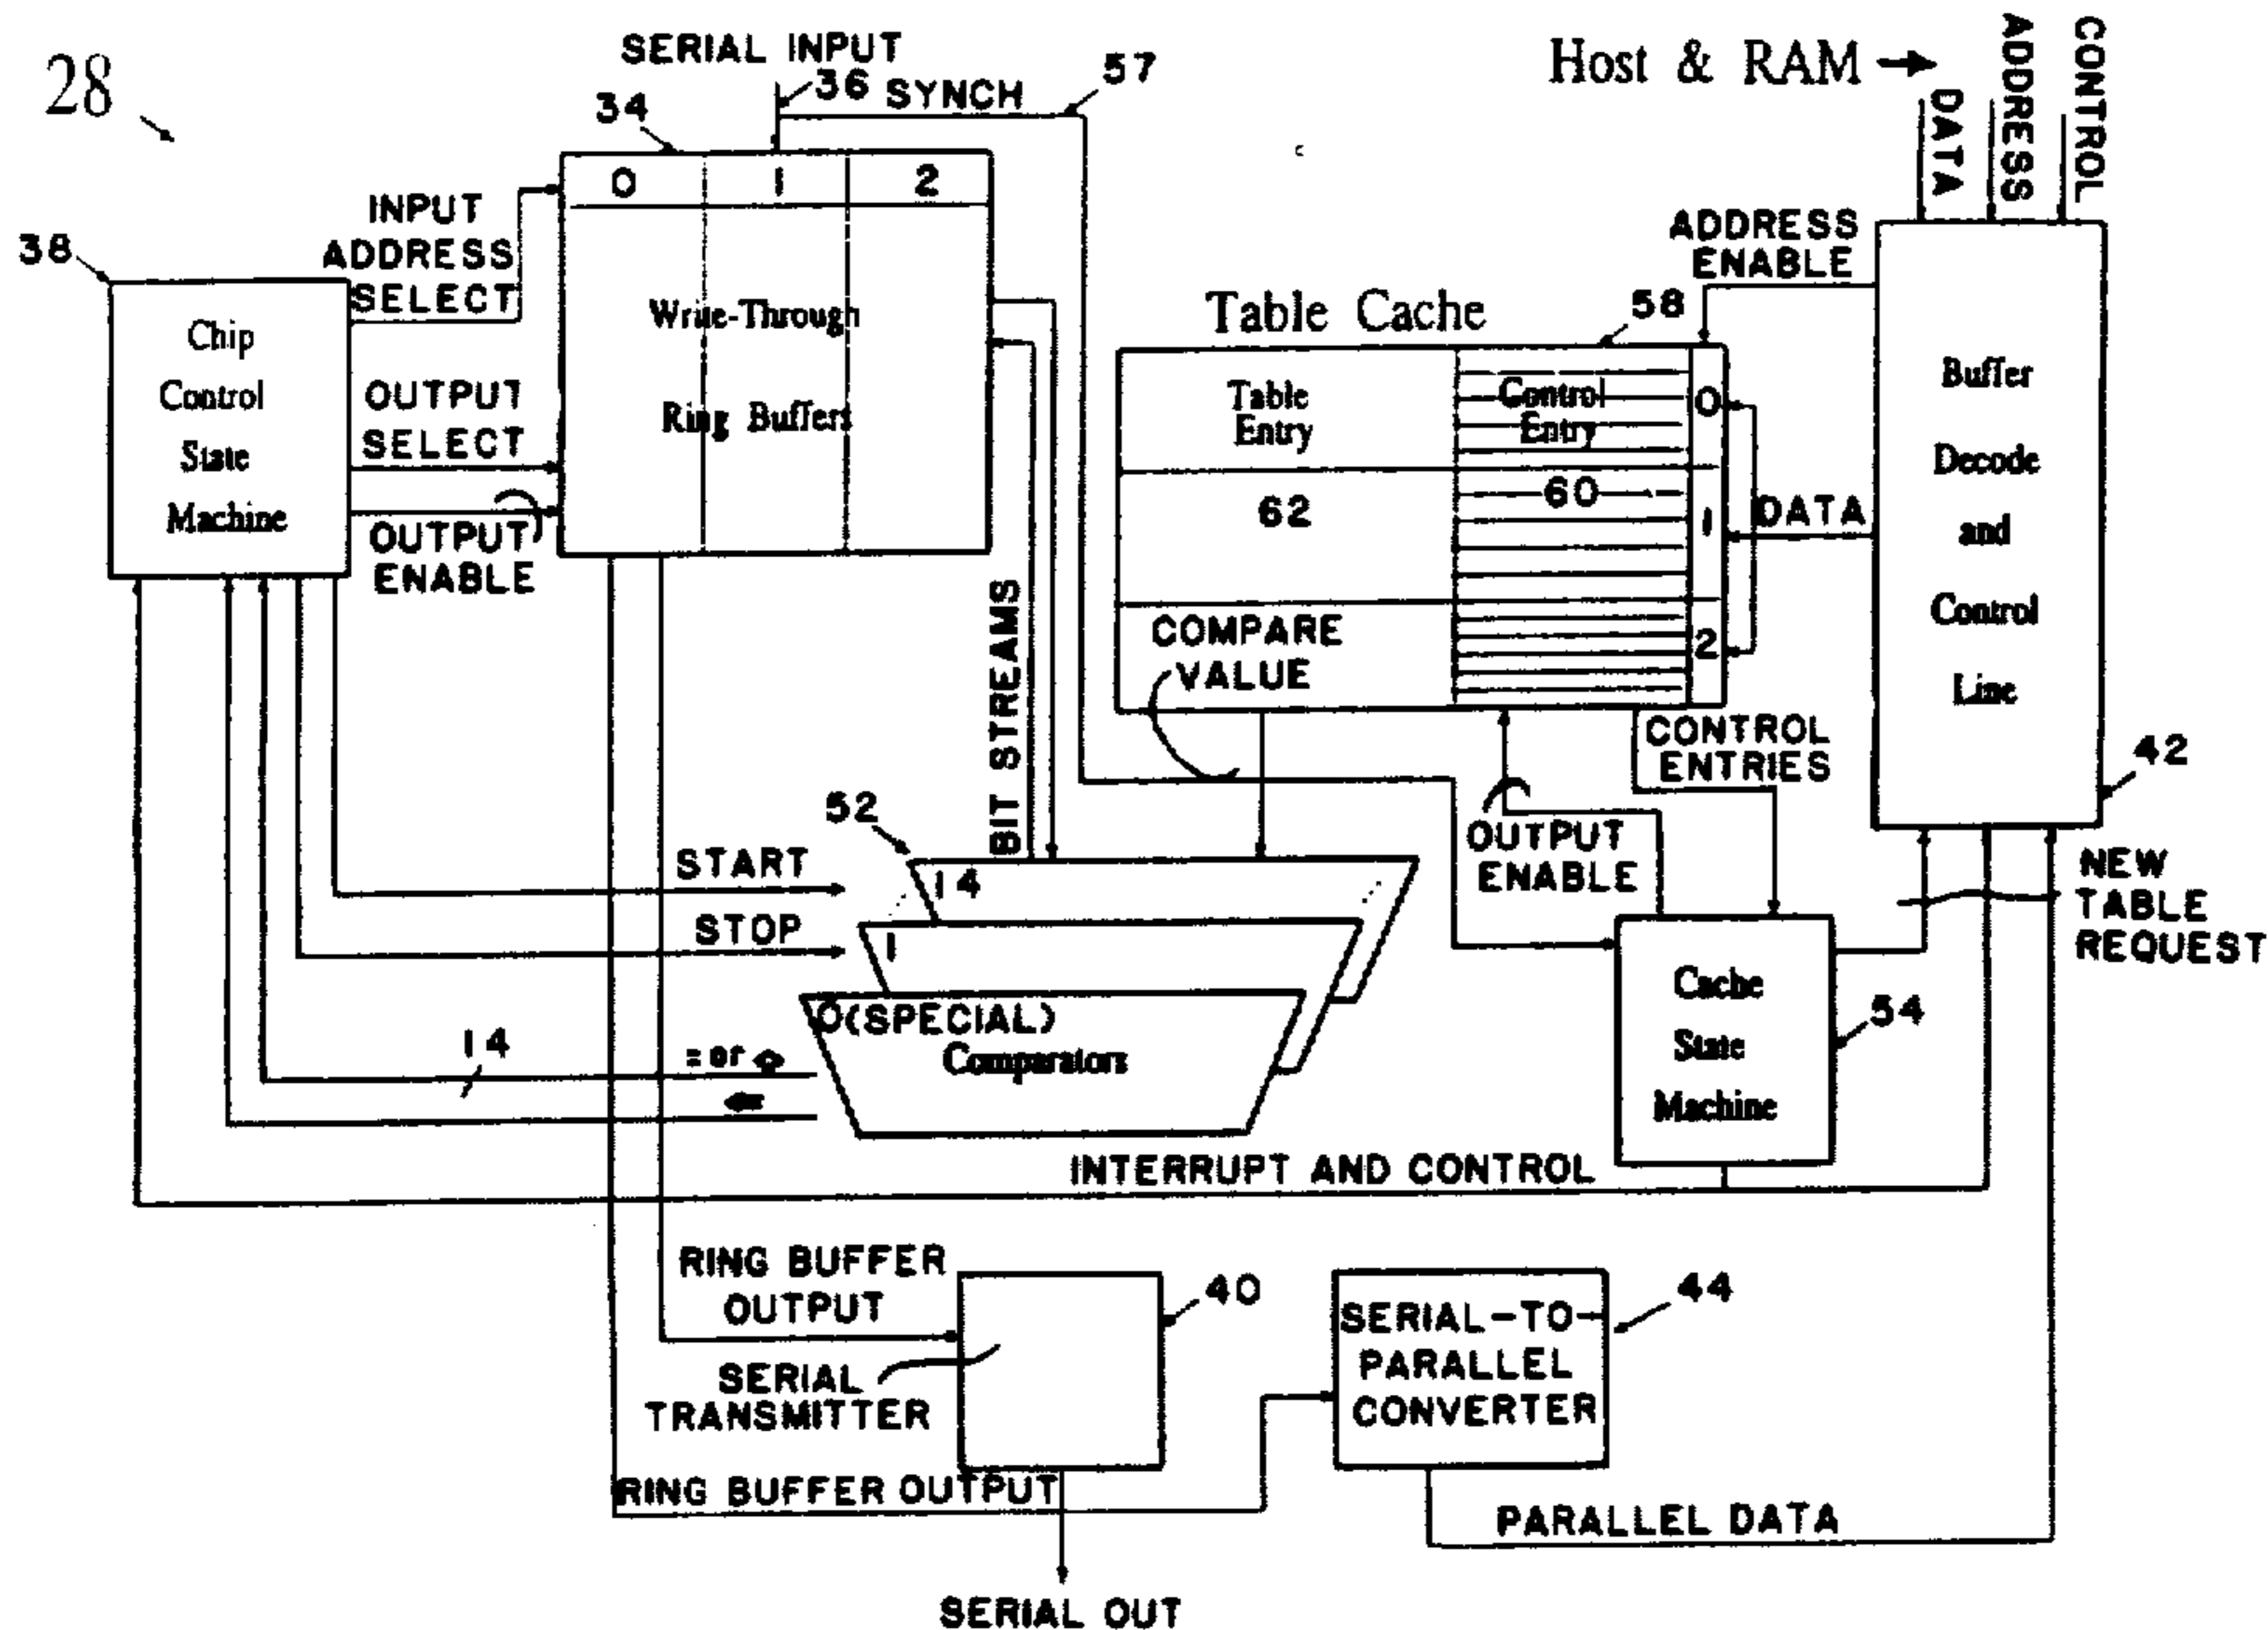 28
SERIAL INPUT
36 SYNCH
57
34
Host & RAM
DATA
ADDRESS
CONTROL
0 1 2
INPUT
ADDRESS
SELECT
38
Chip
Control
State
Machine
Write-Through
Ring Buffers
OUTPUT
SELECT
OUTPUT
ENABLE
ADDRESS
ENABLE
Table Cache
58
Table
Entry
Control
Entry
0
62
60
1
2
DATA
Buffer
Decode
and
Control
Line
42
COMPARE
VALUE
BIT STREAMS
CONTROL
ENTRIES
OUTPUT
ENABLE
NEW
TABLE
REQUEST
52
START
STOP
14
1
0(SPECIAL)
Comparators
14
= or
Cache
State
Machine
54
INTERRUPT AND CONTROL
RING BUFFER
OUTPUT
40
SERIAL
TRANSMITTER
SERIAL-TO-
PARALLEL
CONVERTER
44
RING BUFFER OUTPUT
PARALLEL DATA
SERIAL OUT